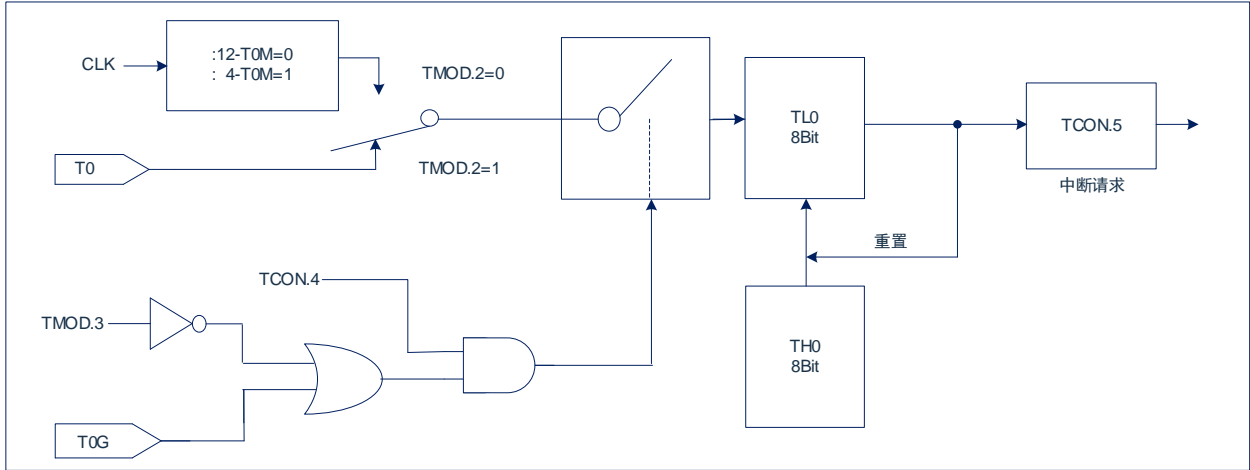 :12-T0M=0
: 4-T0M=1
CLK
TMOD.2=0
TL0
8Bit
TCON.5
T0
TMOD.2=1
中断请求
重置
TCON.4
TMOD.3
TH0
8Bit
T0G